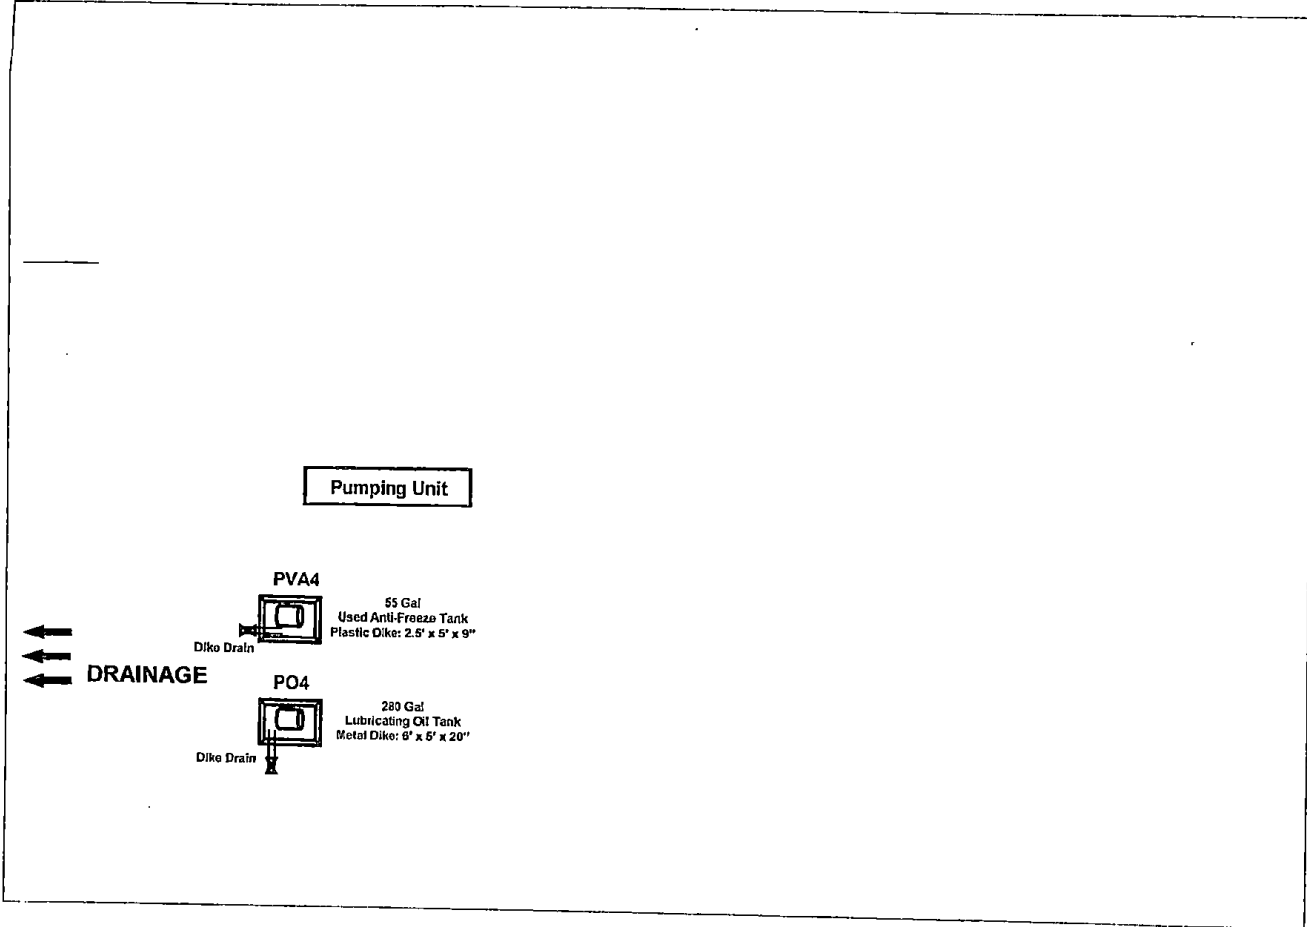 Pumping Unit
PVA4
55 Gal
Used Anti-Freeze Tank
Plastic Dike: 2.5' x 5' x 9"
Dike Drain
DRAINAGE
PO4
280 Gal
Lubricating Oil Tank
Metal Dike: 6' x 5' x 20"
Dike Drain